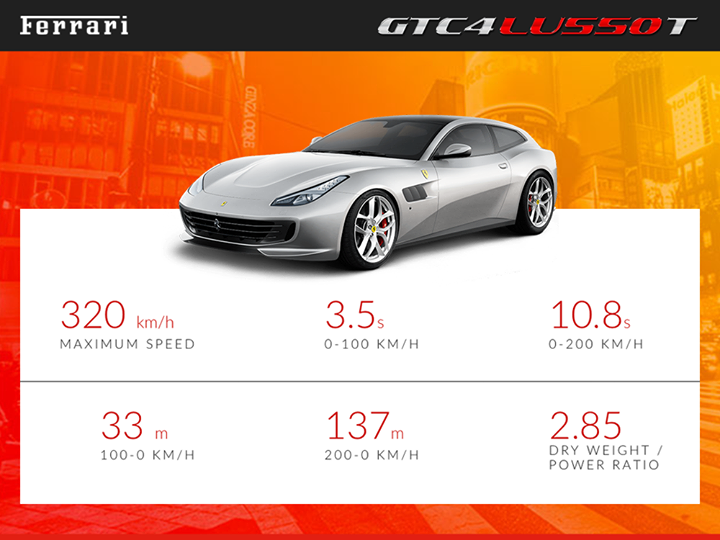 Ferrari
GTC4LUSSOT
320 km/h
MAXIMUM SPEED
3.5s
0-100 KM/H
10.8s
0-200 KM/H
33 m
100-0 KM/H
137m
200-0 KM/H
2.85
DRY WEIGHT /
POWER RATIO